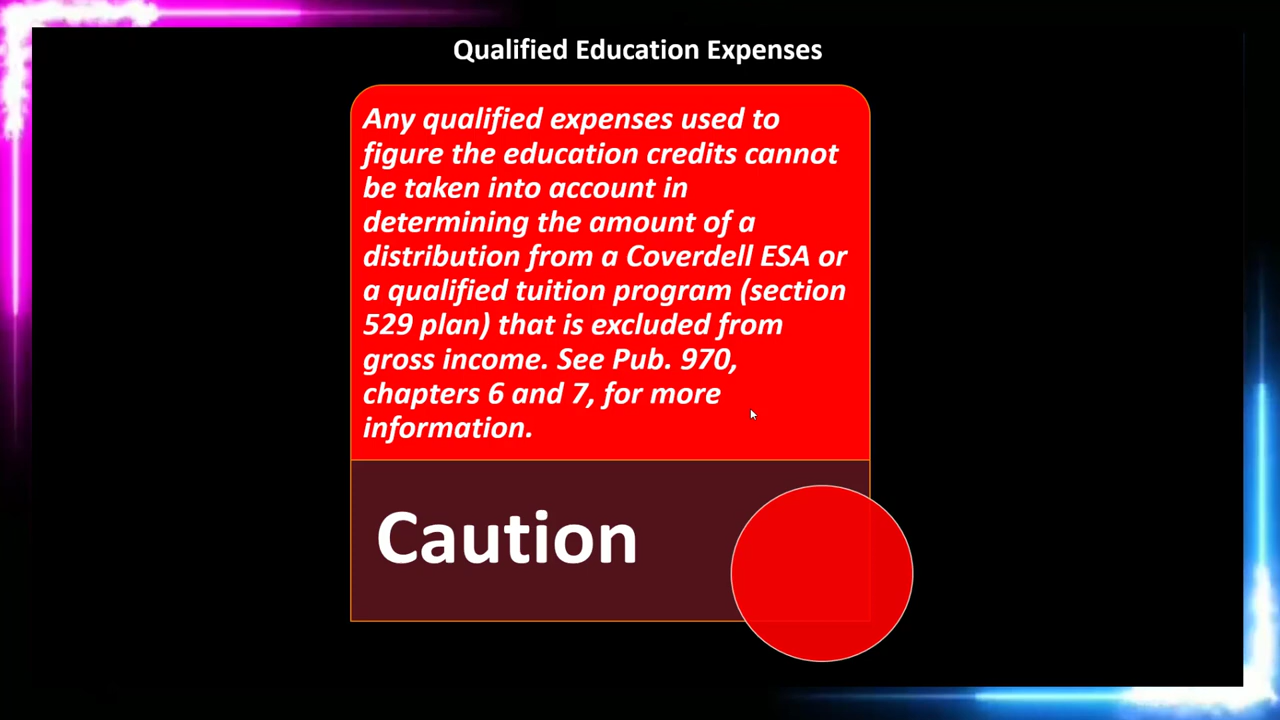 Qualified Education Expenses
Any qualified expenses used to
figure the education credits cannot
be taken into account in
determining the amount of a
distribution from a Coverdell ESA or
a qualified tuition program (section
529 plan) that is excluded from
gross income. See Pub. 970,
chapters 6 and 7, for more
information.
Caution